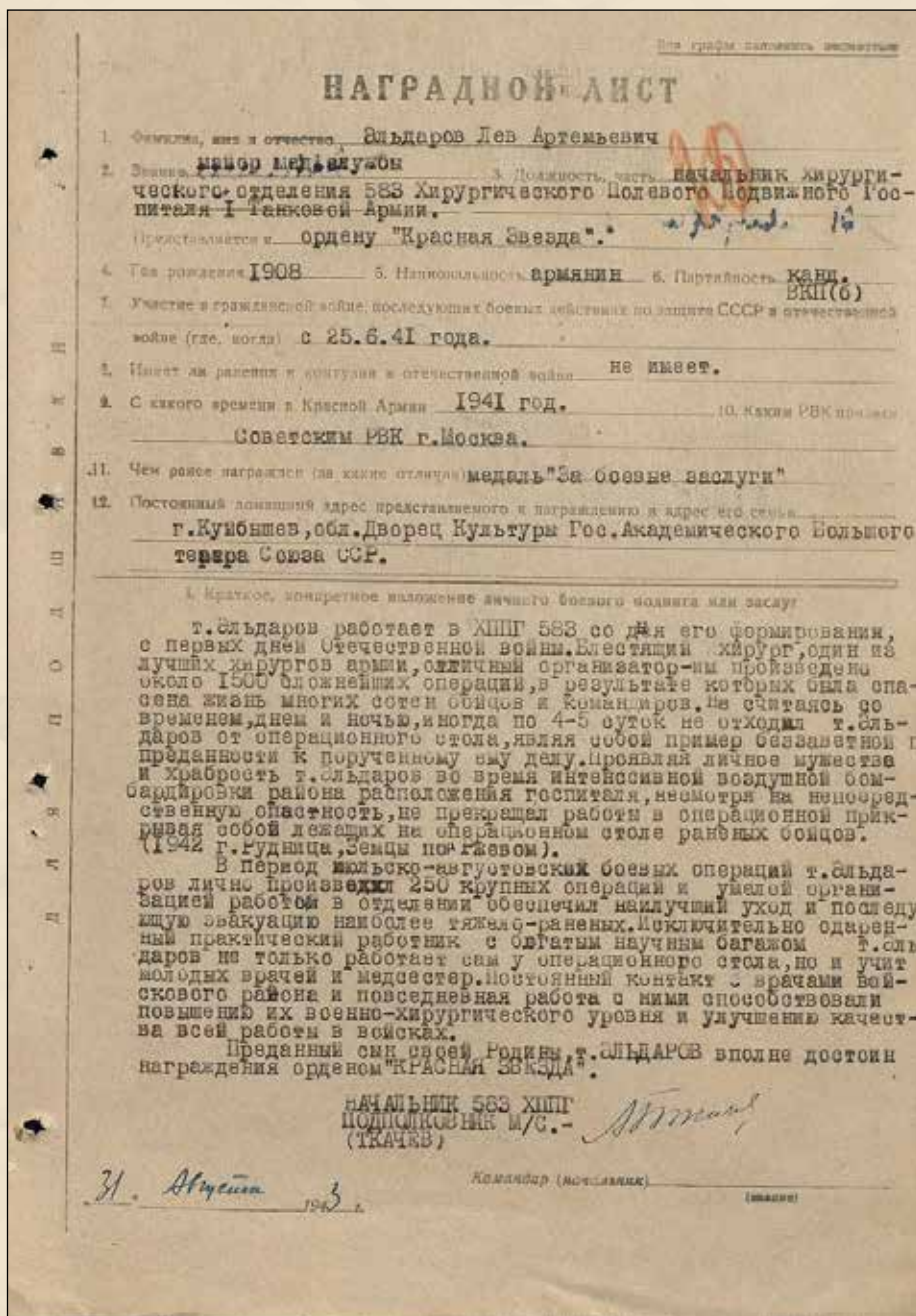 Все графы заполнять полностью
НАГРАДНОЙ ЛИСТ
1. Фамилия, имя и отчество Эльдаров Лев Артемьевич
2. Звание майор мед.службы 3. Должность, часть начальник хирурги-
ческого отделения 583 Хирургического Полевого Подвижного Гос-
питаля I Танковой Армии.
Представляется к ордену "Красная Звезда".
4. Год рождения 1908 5. Национальность армянин 6. Партийность канд.
ВКП(б)
7. Участие в гражданской войне, последующих боевых действиях по защите СССР и отечественной
войне (где, когда) с 25.6.41 года.
8. Имеет ли ранения и контузии в отечественной войне не имеет.
9. С какого времени в Красной Армии 1941 год. 10. Каким РВК призван
Советским РВК г.Москва.
11. Чем ранее награжден (за какие отличия) медаль "За боевые заслуги"
12. Постоянный домашний адрес представляемого к награждению и адрес его семьи
г.Куйбышев,обл.Дворец Культуры Гос.Академического Большого
театра Союза ССР.
I. Краткое, конкретное изложение личного боевого подвига или заслуг
т.Эльдаров работает в ХППГ 583 со дня его формирования,
с первых дней Отечественной войны.Блестящий хирург,один из
лучших хирургов армии,отличный организатор-им произведено
около 1500 сложнейших операций,в результате которых была спа-
сена жизнь многих сотен бойцов и командиров.Не считаясь со
временем,днем и ночью,иногда по 4-5 суток не отходил т.Эль-
даров от операционного стола,являя собой пример беззаветной
преданности к порученному ему делу.Проявляя личное мужества
и храбрость т.Эльдаров во время интенссивной воздушной бом-
бардировки района расположения госпиталя,несмотря на непосред-
ственную опастность,не прекращал работы в операционной прик-
рывая собой лежащих на операционном столе раненых бойцов.
(1942 г.Рудница,Земцы под Ржевом).
В период июльско-августовских боевых операций т.Эльда-
ров лично произвел 250 крупных операций и умелой органи-
зацией работом в отделении обеспечил наилучший уход и последу
ющую эвакуацию наиболее тяжело-раненых.Исключительно одарен-
ный практический работник с богатым научным багажом т.Эль
даров не только работает сам у операционного стола,но и учит
молодых врачей и медсестер.Постоянный контакт с врачами вой-
скового района и повседневная работа с ними способствовали
повышению их военно-хирургического уровня и улучшению качест-
ва всей работы в войсках.
Преданный сын своей Родины,т.ЭЛЬДАРОВ вполне достоин
награждения орденом"КРАСНАЯ ЗВЕЗДА".
НАЧАЛЬНИК 583 ХППГ
ПОДПОЛКОВНИК М/С.-
(ТКАЧЕВ)
31. Августа 1943 г.
Командир (начальник)
(звание)
ДЛЯ ПОДШИВКИ